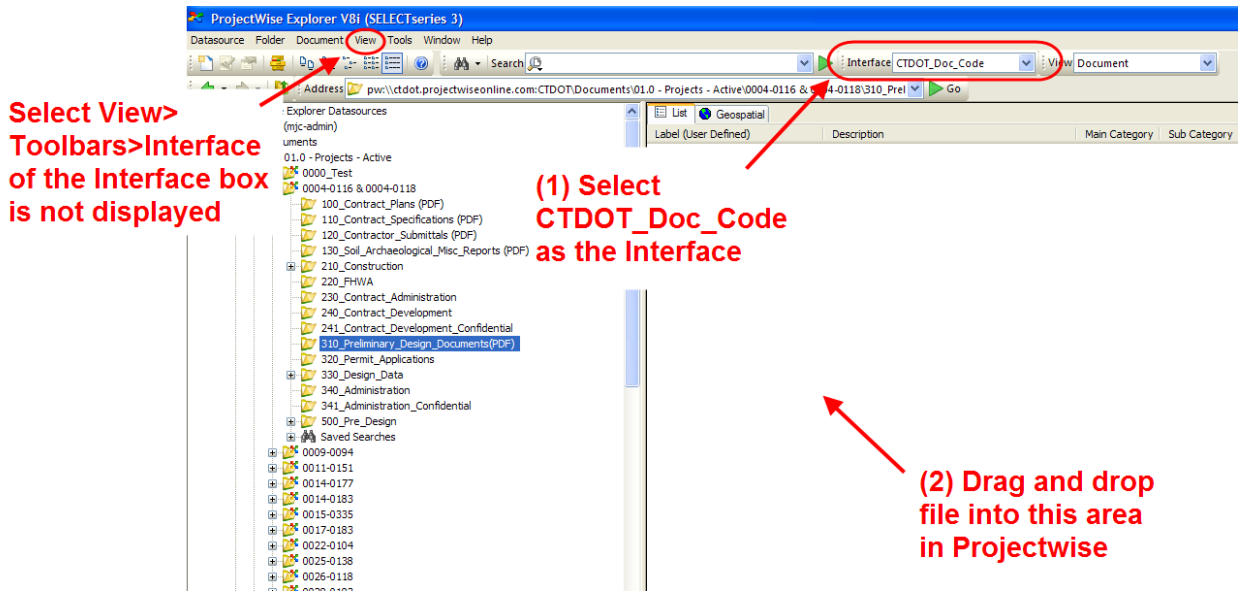 ProjectWise Explorer V8i (SELECTseries 3)
Datasource Folder Document View Tools Window Help
Search Interface CTDOT_Doc_Code View Document
Address pw:\\ctdot.projectwiseonline.com:CTDOT\Documents\01.0 - Projects - Active\0004-0116 & 0004-0118\310_Prel Go
Select View>
Toolbars>Interface
of the Interface box
is not displayed
Explorer Datasources
(mjc-admin)
uments
01.0 - Projects - Active
0000_Test
0004-0116 & 0004-0118
100_Contract_Plans (PDF)
110_Contract_Specifications (PDF)
120_Contractor_Submittals (PDF)
130_Soil_Archaeological_Misc_Reports (PDF)
210_Construction
220_FHWA
230_Contract_Administration
240_Contract_Development
241_Contract_Development_Confidential
310_Preliminary_Design_Documents(PDF)
320_Permit_Applications
330_Design_Data
340_Administration
341_Administration_Confidential
500_Pre_Design
Saved Searches
0009-0094
0011-0151
0014-0177
0014-0183
0015-0335
0017-0183
0022-0104
0025-0138
0026-0118
List Geospatial
Label (User Defined) Description Main Category Sub Category
(1) Select
CTDOT_Doc_Code
as the Interface
(2) Drag and drop
file into this area
in Projectwise